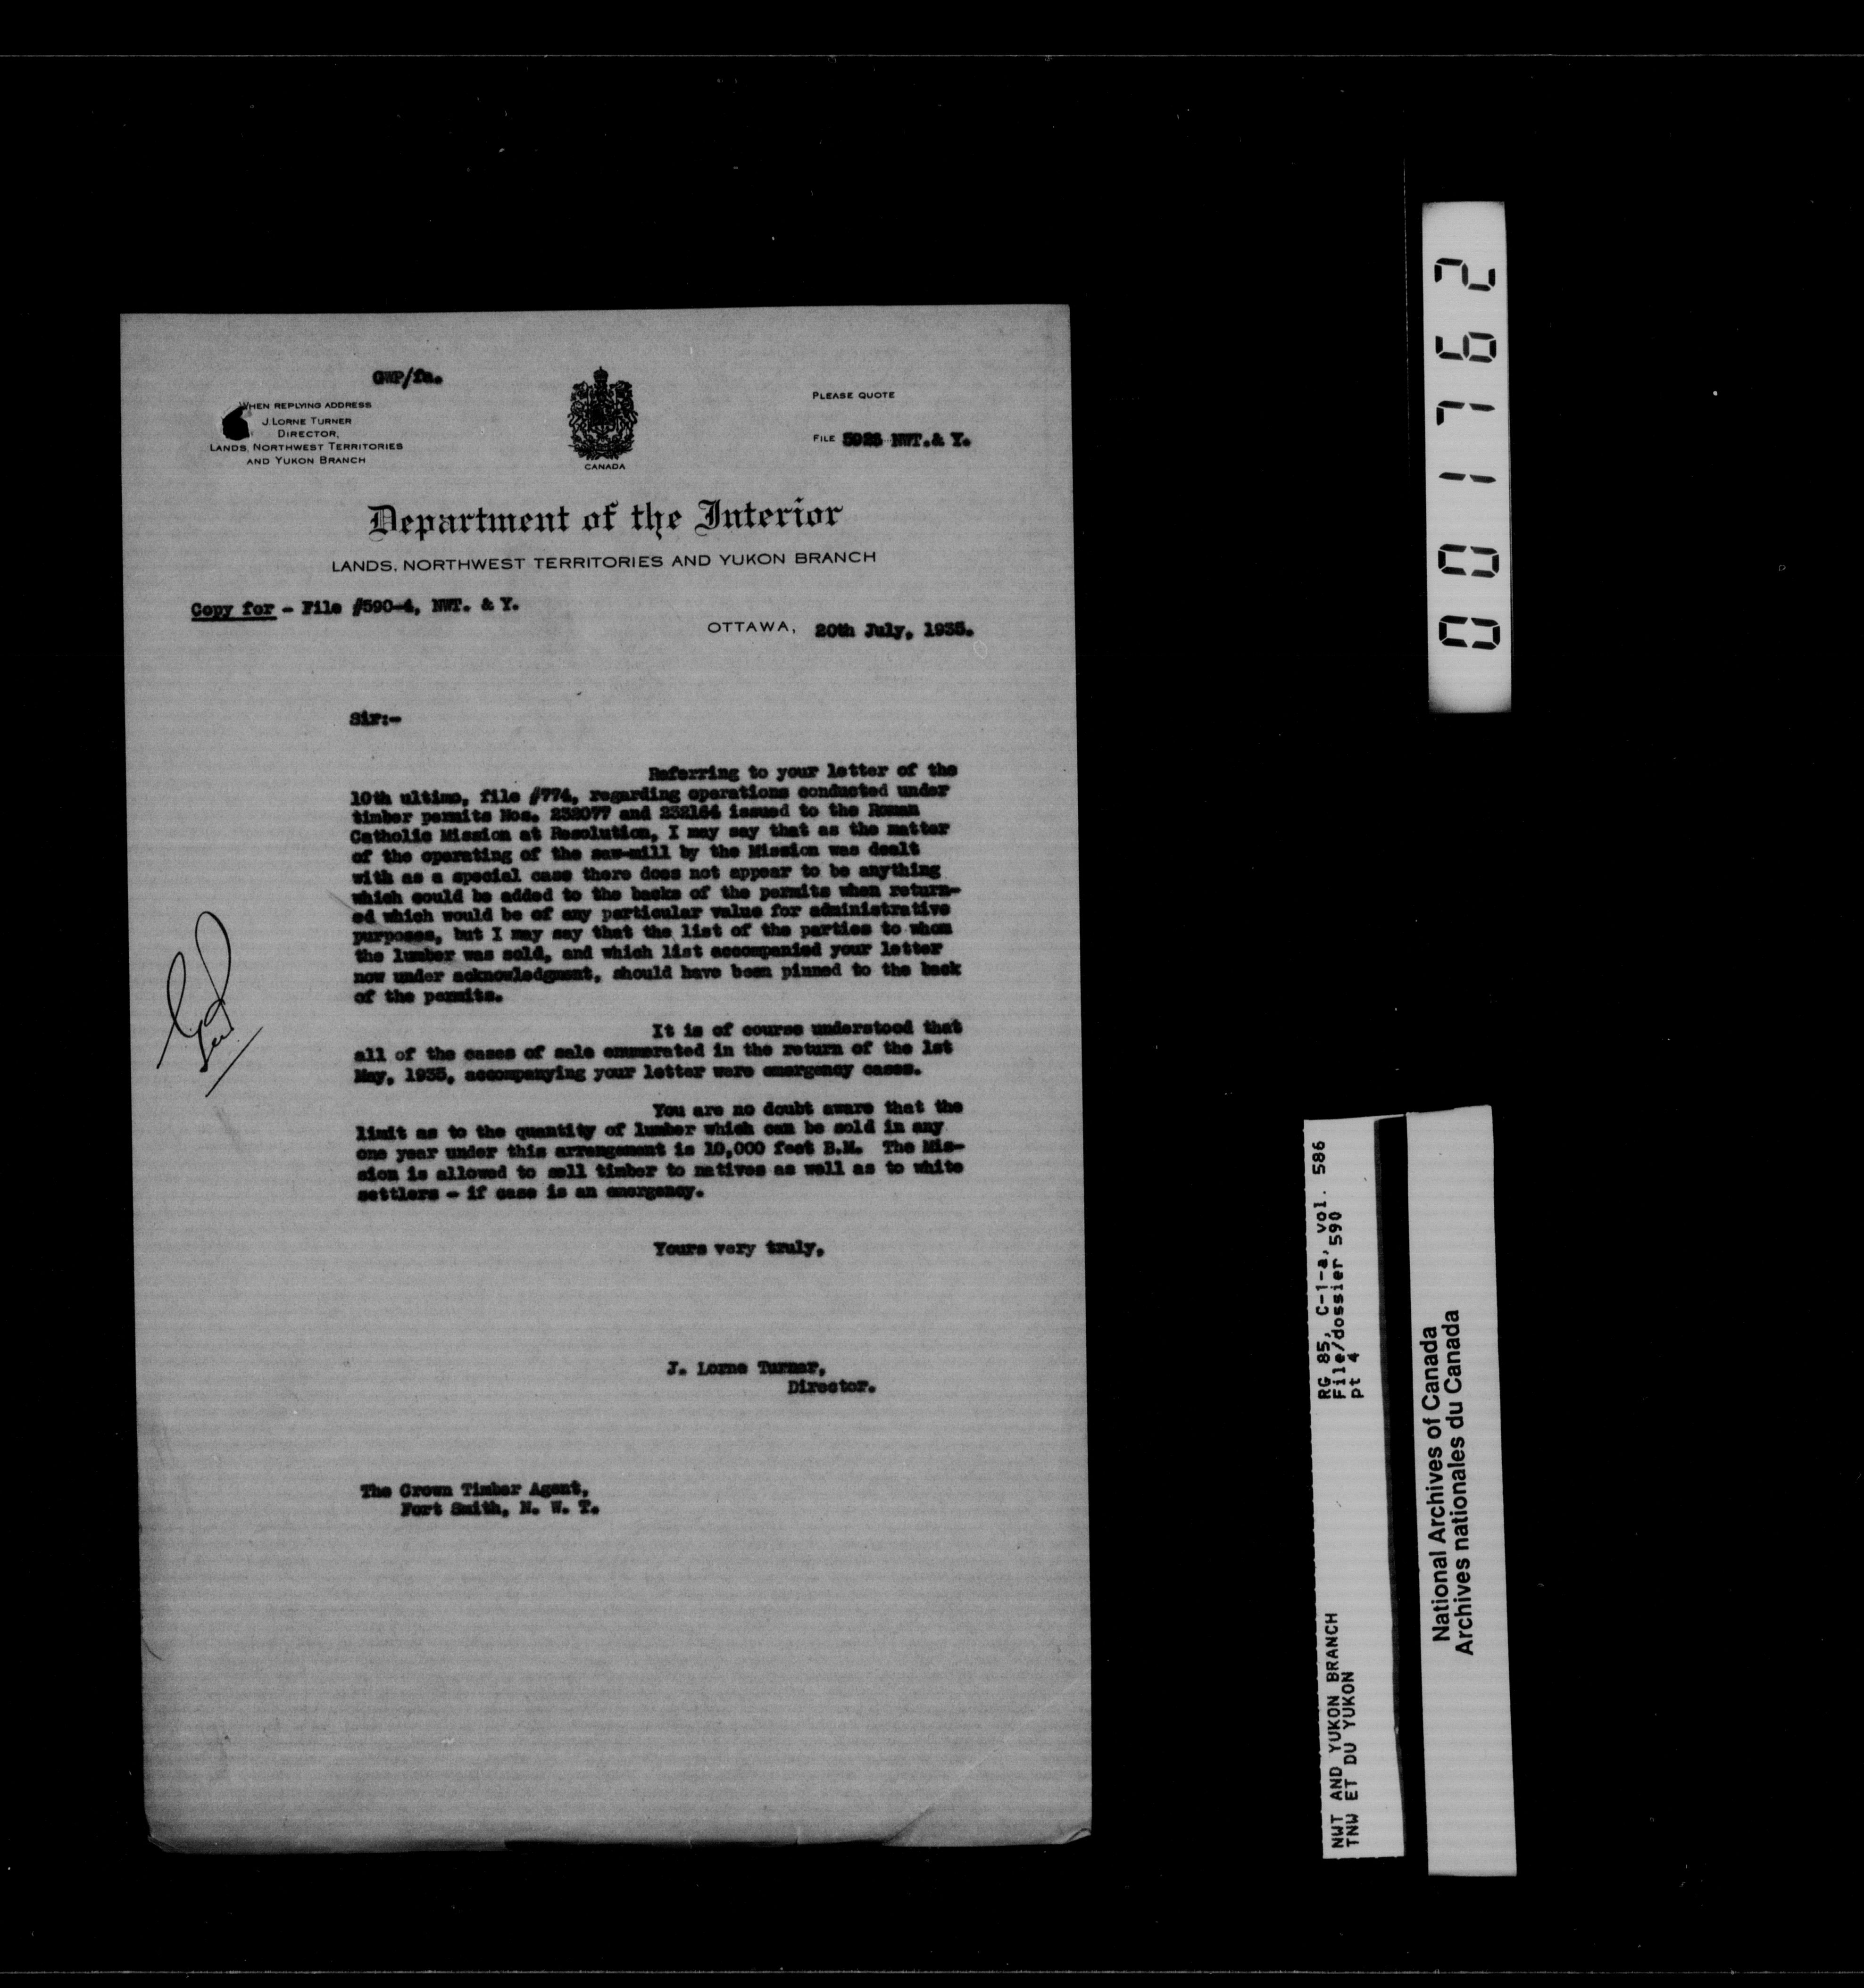 GWP/fa.
WHEN REPLYING ADDRESS
J. LORNE TURNER
DIRECTOR,
LANDS, NORTHWEST TERRITORIES
AND YUKON BRANCH
CANADA
PLEASE QUOTE
FILE 5926 NWT.& Y.
Department of the Interior
LANDS, NORTHWEST TERRITORIES AND YUKON BRANCH
Copy for - File #590-4, NWT. & Y.
OTTAWA, 20th July, 1935.
Sir:-
Referring to your letter of the
10th ultimo, file #774, regarding operations conducted under
timber permits Nos. 232077 and 232164 issued to the Roman
Catholic Mission at Resolution, I may say that as the matter
of the operating of the saw-mill by the Mission was dealt
with as a special case there does not appear to be anything
which could be added to the backs of the permits when return-
ed which would be of any particular value for administrative
purposes, but I may say that the list of the parties to whom
the lumber was sold, and which list accompanied your letter
now under acknowledgment, should have been pinned to the back
of the permits.
It is of course understood that
all of the cases of sale enumerated in the return of the 1st
May, 1935, accompanying your letter were emergency cases.
You are no doubt aware that the
limit as to the quantity of lumber which can be sold in any
one year under this arrangement is 10,000 feet B.M. The Mis-
sion is allowed to sell timber to natives as well as to white
settlers - if case is an emergency.
Yours very truly,
J. Lorne Turner,
Director.
The Crown Timber Agent,
Fort Smith, N. W. T.
001762
RG 85, C-1-a, vol. 586
File/dossier 590
pt 4
NWT AND YUKON BRANCH
TNW ET DU YUKON
National Archives of Canada
Archives nationales du Canada